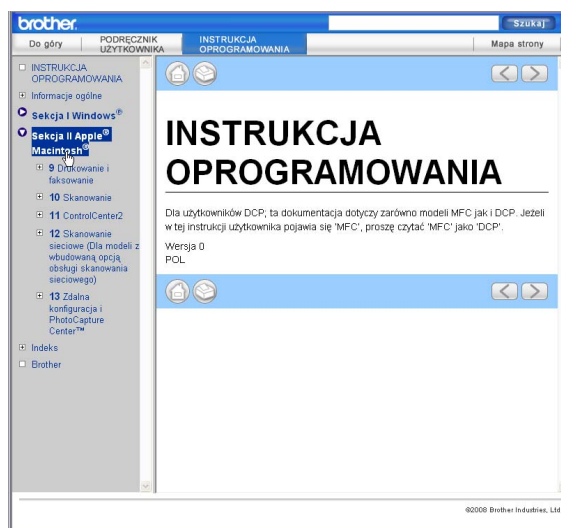 brother.
Szukaj
Do góry
PODRĘCZNIK
UŻYTKOWNIKA
INSTRUKCJA
OPROGRAMOWANIA
Mapa strony
INSTRUKCJA
OPROGRAMOWANIA
Informacje ogólne
Sekcja I Windows®
Sekcja II Apple®
Macintosh®
9 Drukowanie i
faksowanie
10 Skanowanie
11 ControlCenter2
12 Skanowanie
sieciowe (Dla modeli z
wbudowaną opcją
obsługi skanowania
sieciowego)
13 Zdalna
konfiguracja i
PhotoCapture
Center™
Indeks
Brother
INSTRUKCJA
OPROGRAMOWANIA
Dla użytkowników DCP; ta dokumentacja dotyczy zarówno modeli MFC jak i DCP. Jeżeli
w tej instrukcji użytkownika pojawia się 'MFC', proszę czytać 'MFC' jako 'DCP'.
Wersja 0
POL
©2008 Brother Industries, Ltd